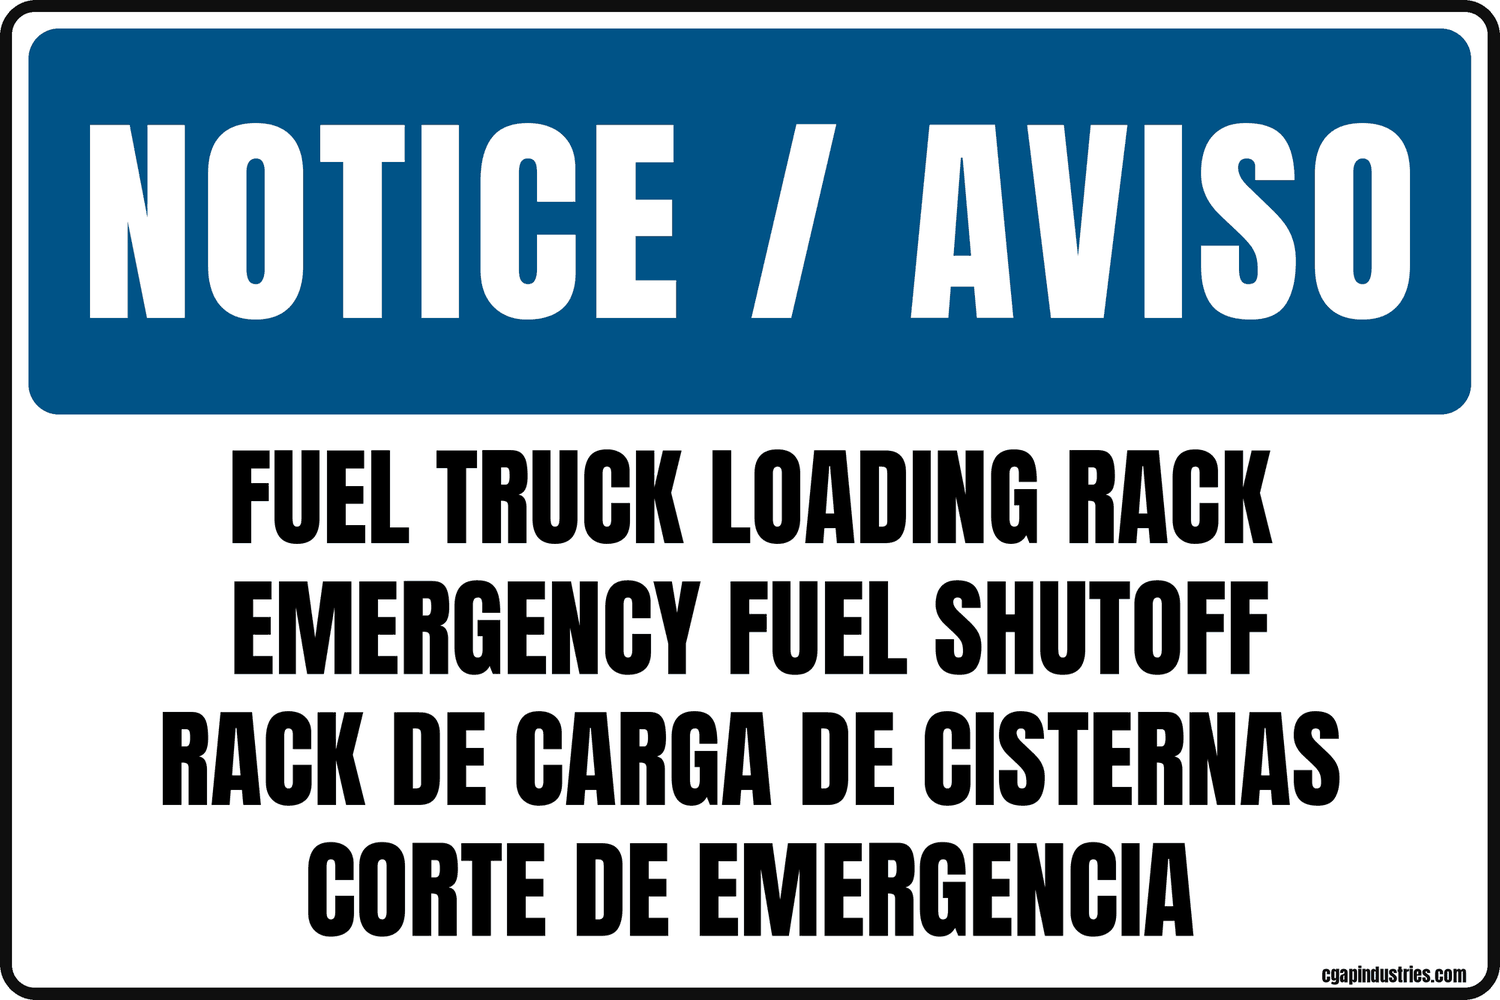 NOTICE / AVISO
FUEL TRUCK LOADING RACK
EMERGENCY FUEL SHUTOFF
RACK DE CARGA DE CISTERNAS
CORTE DE EMERGENCIA
cgapindustries.com